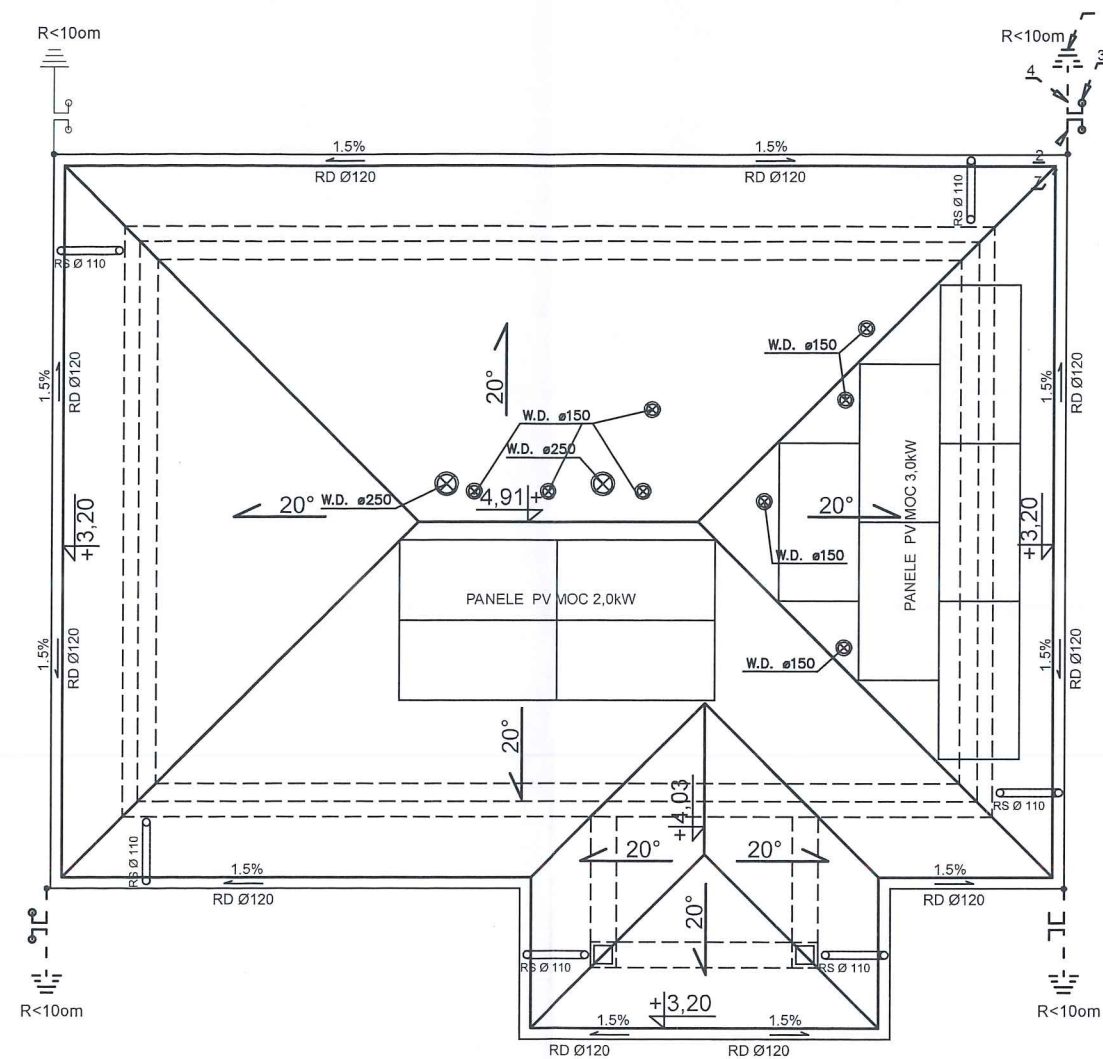 R<10om
R<10om
3
4
1.5%
1.5%
2
RD Ø120
RD Ø120
7
RS Ø 110
RS Ø 110
W.D. ø150
20°
1.5%
RD Ø120
1.5%
RD Ø120
W.D. ø150
W.D. ø250
20°
W.D. ø250
4,91+
20°
+3,20
+3,20
PANELE PV MOC 3,0kW
W.D. ø150
PANELE PV MOC 2,0kW
1.5%
RD Ø120
W.D. ø150
1.5%
RD Ø120
20°
+4,03
RS Ø 110
RS Ø 110
20°
20°
1.5%
RD Ø120
1.5%
RD Ø120
20°
RS Ø 110
RS Ø 110
+3,20
R<10om
R<10om
1.5%
1.5%
RD Ø120
RD Ø120